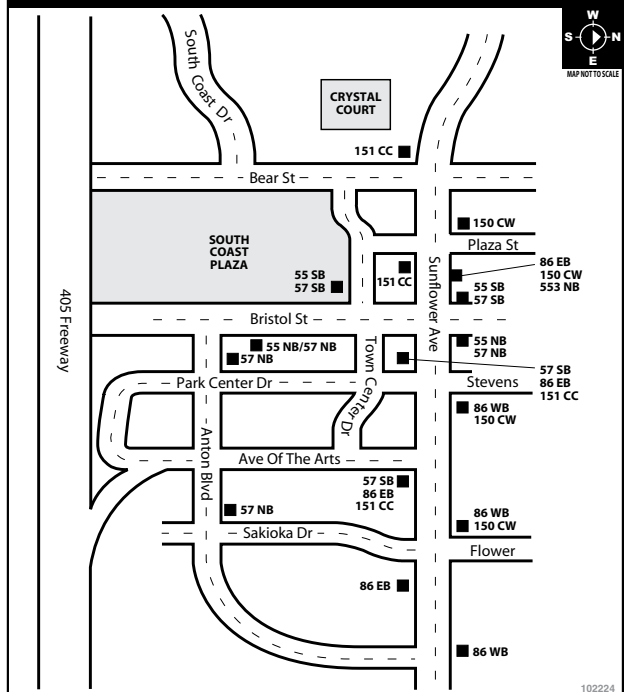 W
S N
E
MAP NOT TO SCALE
South Coast Dr
CRYSTAL
COURT
151 CC
Bear St
150 CW
Plaza St
SOUTH
COAST
PLAZA
55 SB
57 SB
151 CC
Sunflower Ave
86 EB
150 CW
553 NB
55 SB
57 SB
405 Freeway
Bristol St
55 NB/57 NB
57 NB
Town Center Dr
55 NB
57 NB
57 SB
86 EB
151 CC
Park Center Dr
Stevens
86 WB
150 CW
Anton Blvd
Ave Of The Arts
57 SB
86 EB
151 CC
57 NB
86 WB
150 CW
Sakioka Dr
Flower
86 EB
86 WB
102224